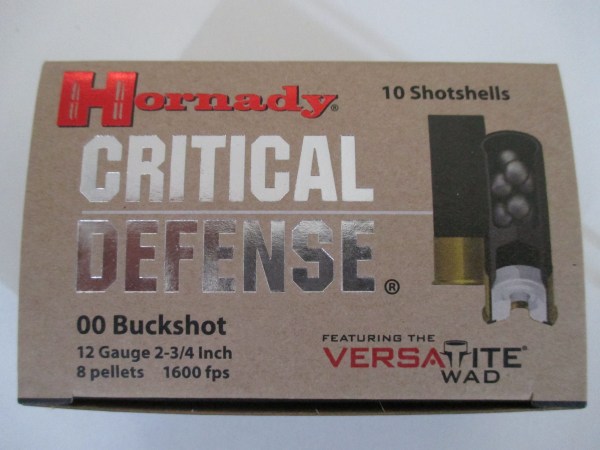 Hornady®
10 Shotshells
CRITICAL
DEFENSE®
00 Buckshot
12 Gauge 2-3/4 Inch
8 pellets 1600 fps
FEATURING THE
VERSATITE®
WAD